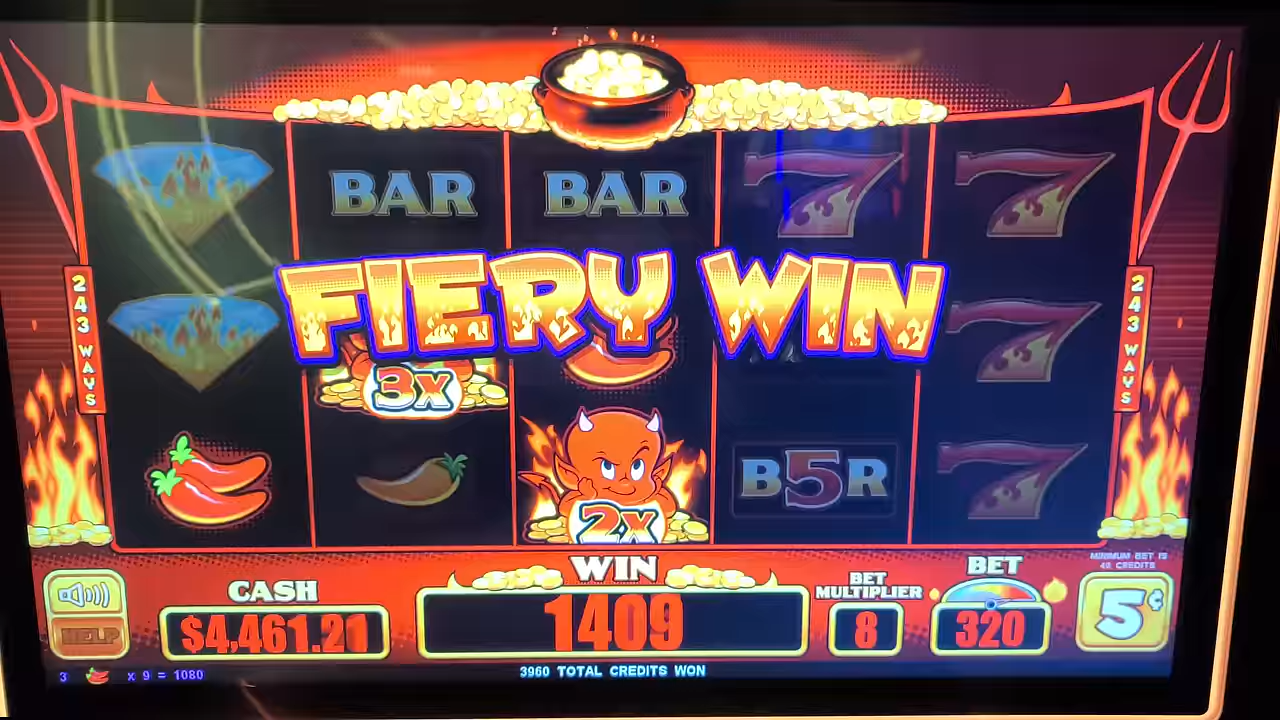 BAR BAR
FIERY WIN
243 WAYS
243 WAYS
3X
B5R
2X
WIN
MINIMUM BET IS
40 CREDITS
CASH
BET
MULTIPLIER
BET
HELP
$4,461.21
1409
8
320
5¢
3 x 9 = 1080
3960 TOTAL CREDITS WON